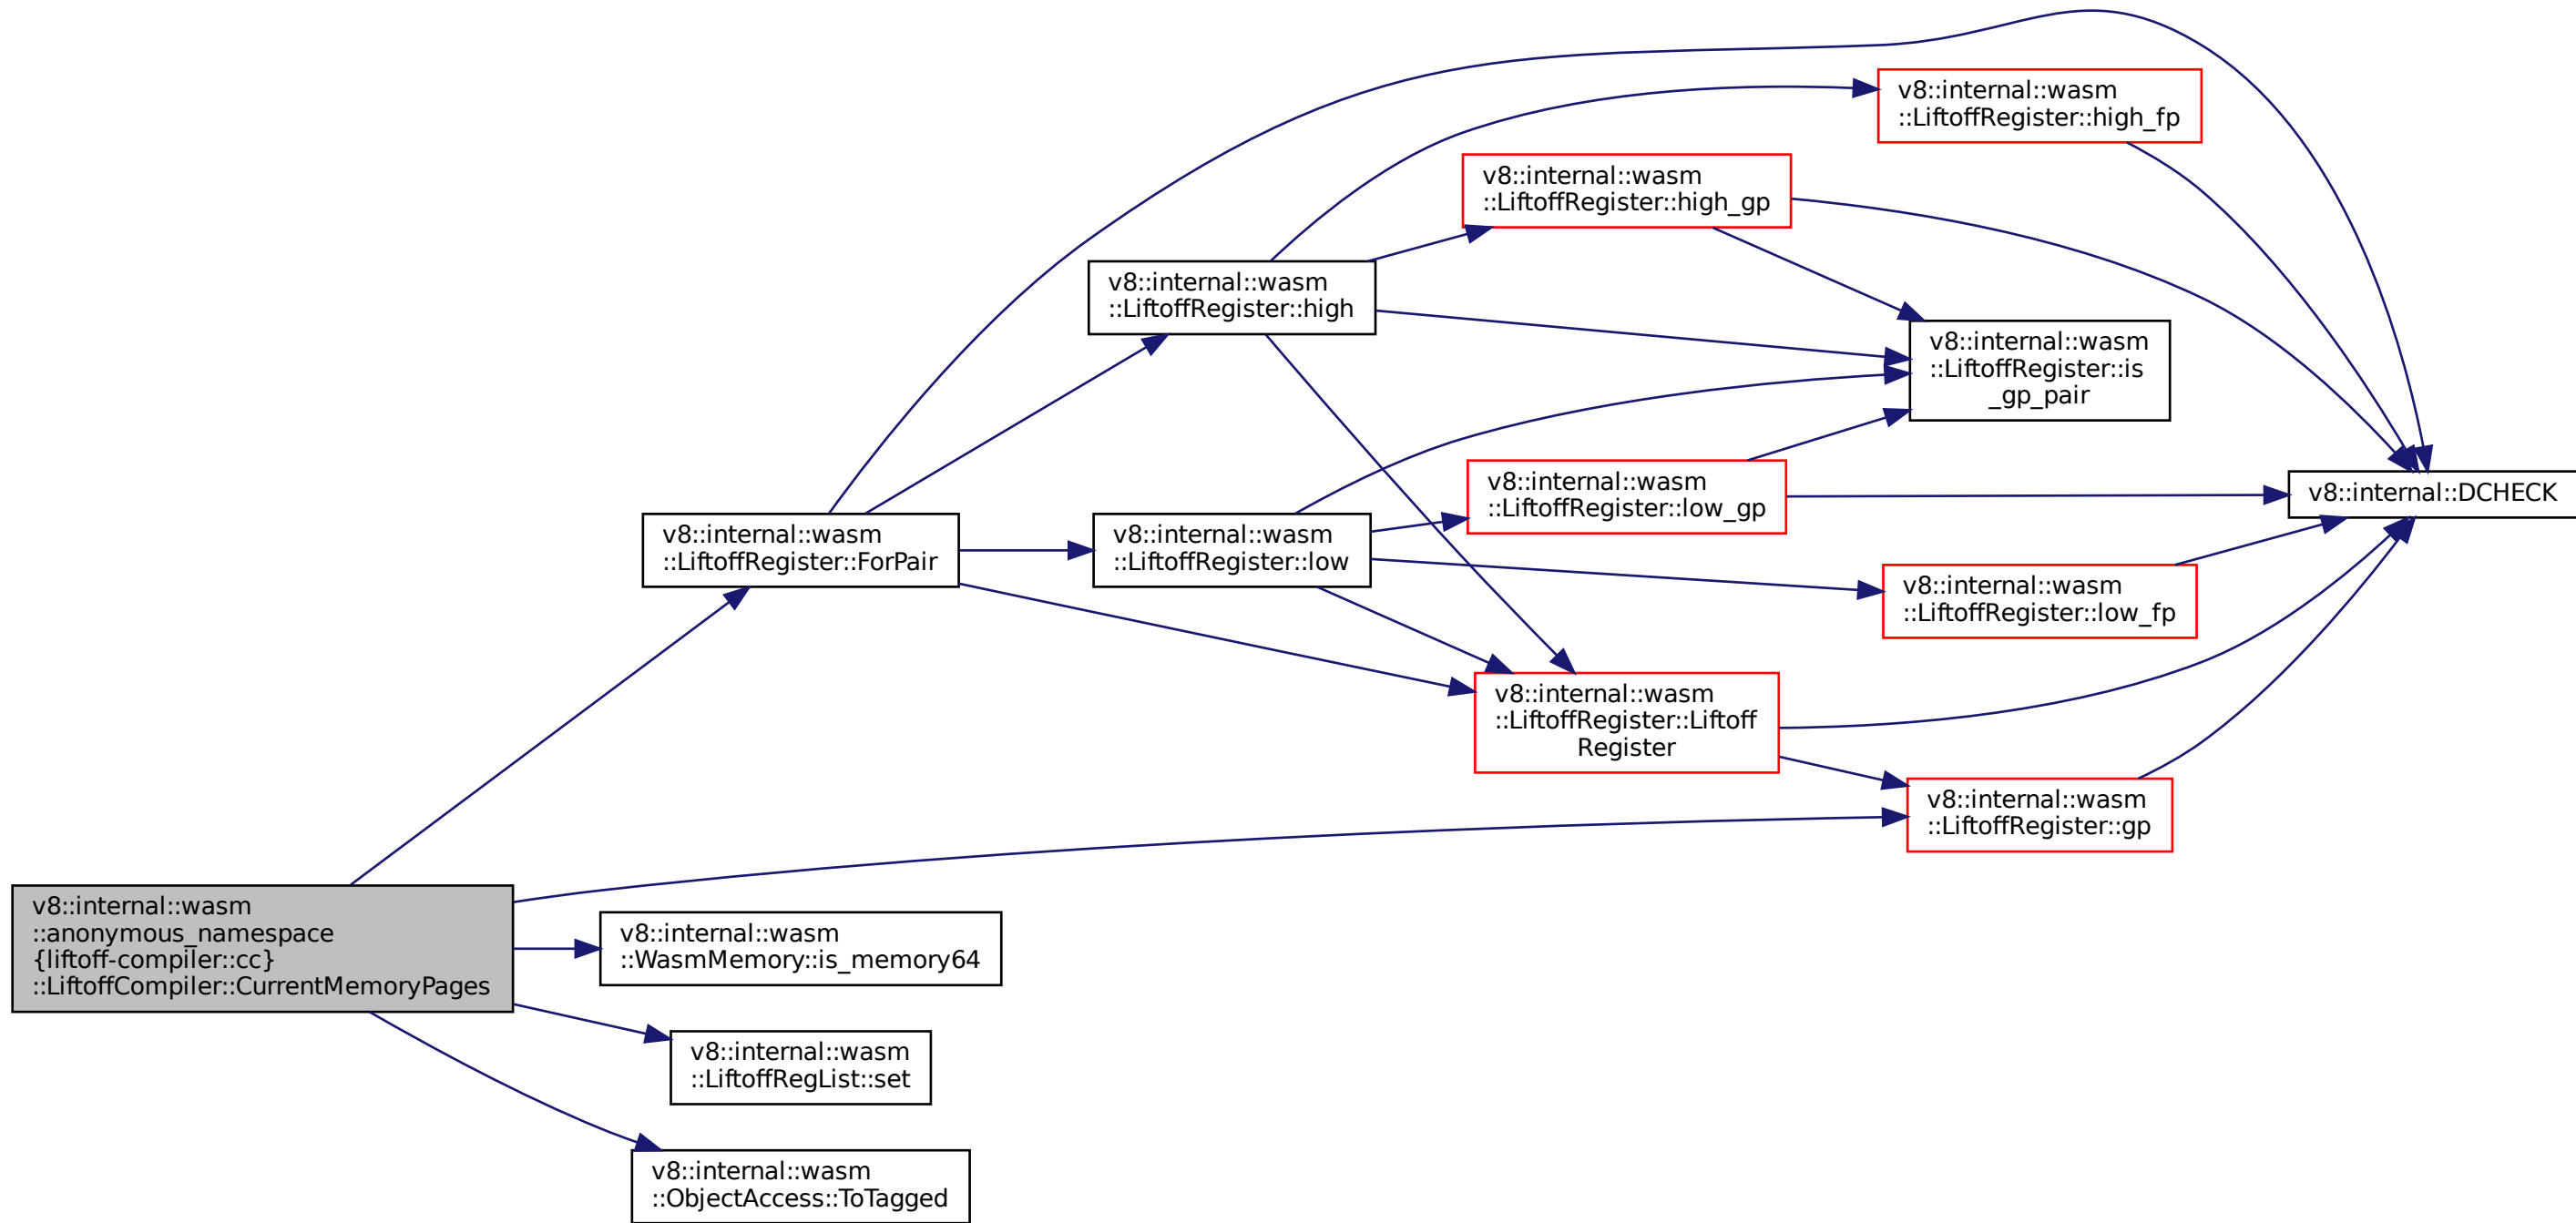 v8::internal::wasm
::LiftoffRegister::high_fp
v8::internal::wasm
::LiftoffRegister::high_gp
v8::internal::wasm
::LiftoffRegister::high
v8::internal::wasm
::LiftoffRegister::is
_gp_pair
v8::internal::wasm
::LiftoffRegister::low_gp
v8::internal::DCHECK
v8::internal::wasm
::LiftoffRegister::ForPair
v8::internal::wasm
::LiftoffRegister::low
v8::internal::wasm
::LiftoffRegister::low_fp
v8::internal::wasm
::LiftoffRegister::Liftoff
Register
v8::internal::wasm
::LiftoffRegister::gp
v8::internal::wasm
::anonymous_namespace
{liftoff-compiler::cc}
::LiftoffCompiler::CurrentMemoryPages
v8::internal::wasm
::WasmMemory::is_memory64
v8::internal::wasm
::LiftoffRegList::set
v8::internal::wasm
::ObjectAccess::ToTagged